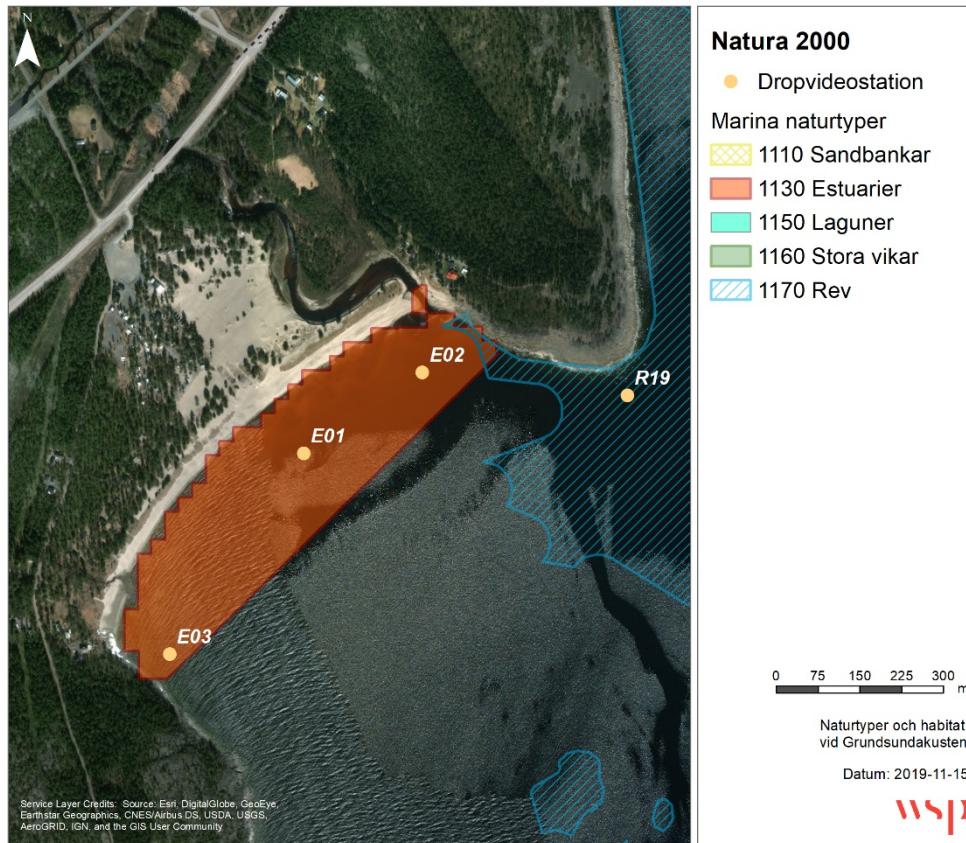 N
E02
R19
E01
E03
Service Layer Credits: Source: Esri, DigitalGlobe, GeoEye,
Earthstar Geographics, CNES/Airbus DS, USDA, USGS,
AeroGRID, IGN, and the GIS User Community
Natura 2000
Dropvideostation
Marina naturtyper
1110 Sandbankar
1130 Estuarier
1150 Laguner
1160 Stora vikar
1170 Rev
0 75 150 225 300
m
Naturtyper och habitat
vid Grundsundakusten
Datum: 2019-11-15
wsp